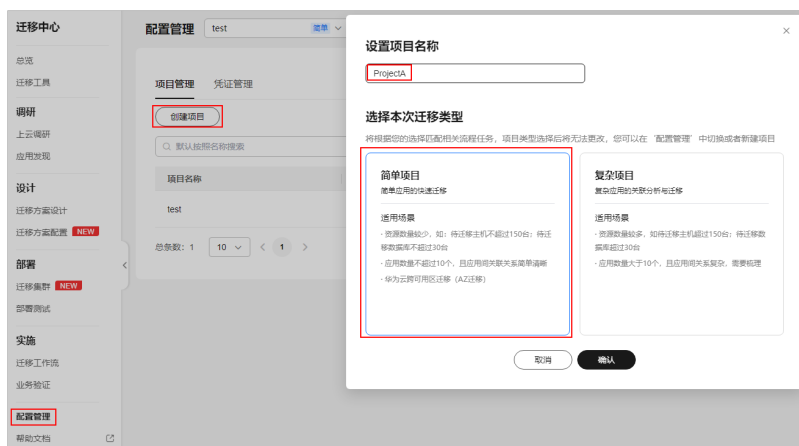 迁移中心
总览
迁移工具
调研
上云调研
应用发现
设计
迁移方案设计
迁移方案配置 NEW
部署
迁移集群 NEW
部署测试
实施
迁移工作流
业务验证
配置管理
帮助文档
配置管理 test 简单
项目管理 凭证管理
创建项目
默认按照名称搜索
项目名称
test
总条数: 1 10 < 1 >
设置项目名称
ProjectA
选择本次迁移类型
将根据您的选择匹配相关流程任务，项目类型选择后将无法更改，您可以在“配置管理”中切换或者新建项目
简单项目
简单应用的快速迁移
适用场景
· 资源数量较少，如：待迁移主机不超过150台；待迁
移数据库不超过30台
· 应用数量不超过10个，且应用间关联关系简单清晰
· 华为云跨可用区迁移（AZ迁移）
复杂项目
复杂应用的关联分析与迁移
适用场景
· 资源数量较多，如待迁移主机超过150台；待迁移数
据库超过30台
· 应用数量大于10个，且应用间关系复杂，需要梳理
取消 确认